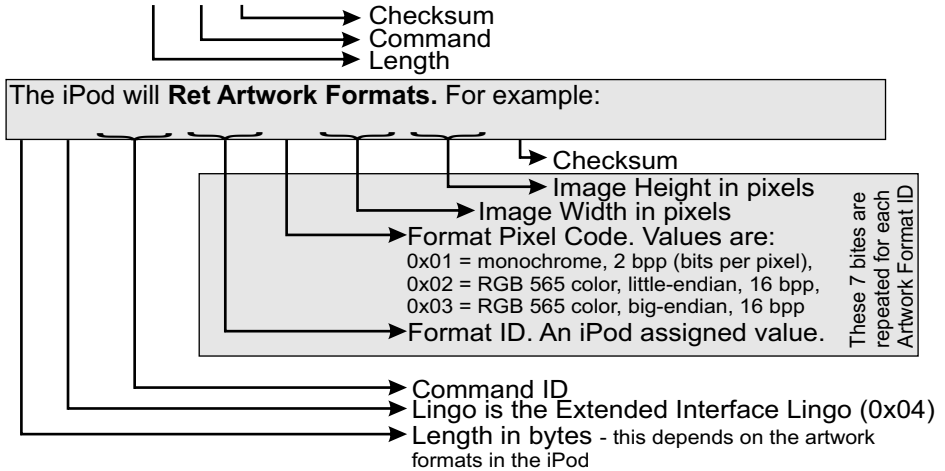 Checksum
Command
Length
The iPod will Ret Artwork Formats. For example:
Checksum
Image Height in pixels
Image Width in pixels
Format Pixel Code. Values are:
0x01 = monochrome, 2 bpp (bits per pixel),
0x02 = RGB 565 color, little-endian, 16 bpp,
0x03 = RGB 565 color, big-endian, 16 bpp
Format ID. An iPod assigned value.
These 7 bites are
repeated for each
Artwork Format ID
Command ID
Lingo is the Extended Interface Lingo (0x04)
Length in bytes - this depends on the artwork
formats in the iPod